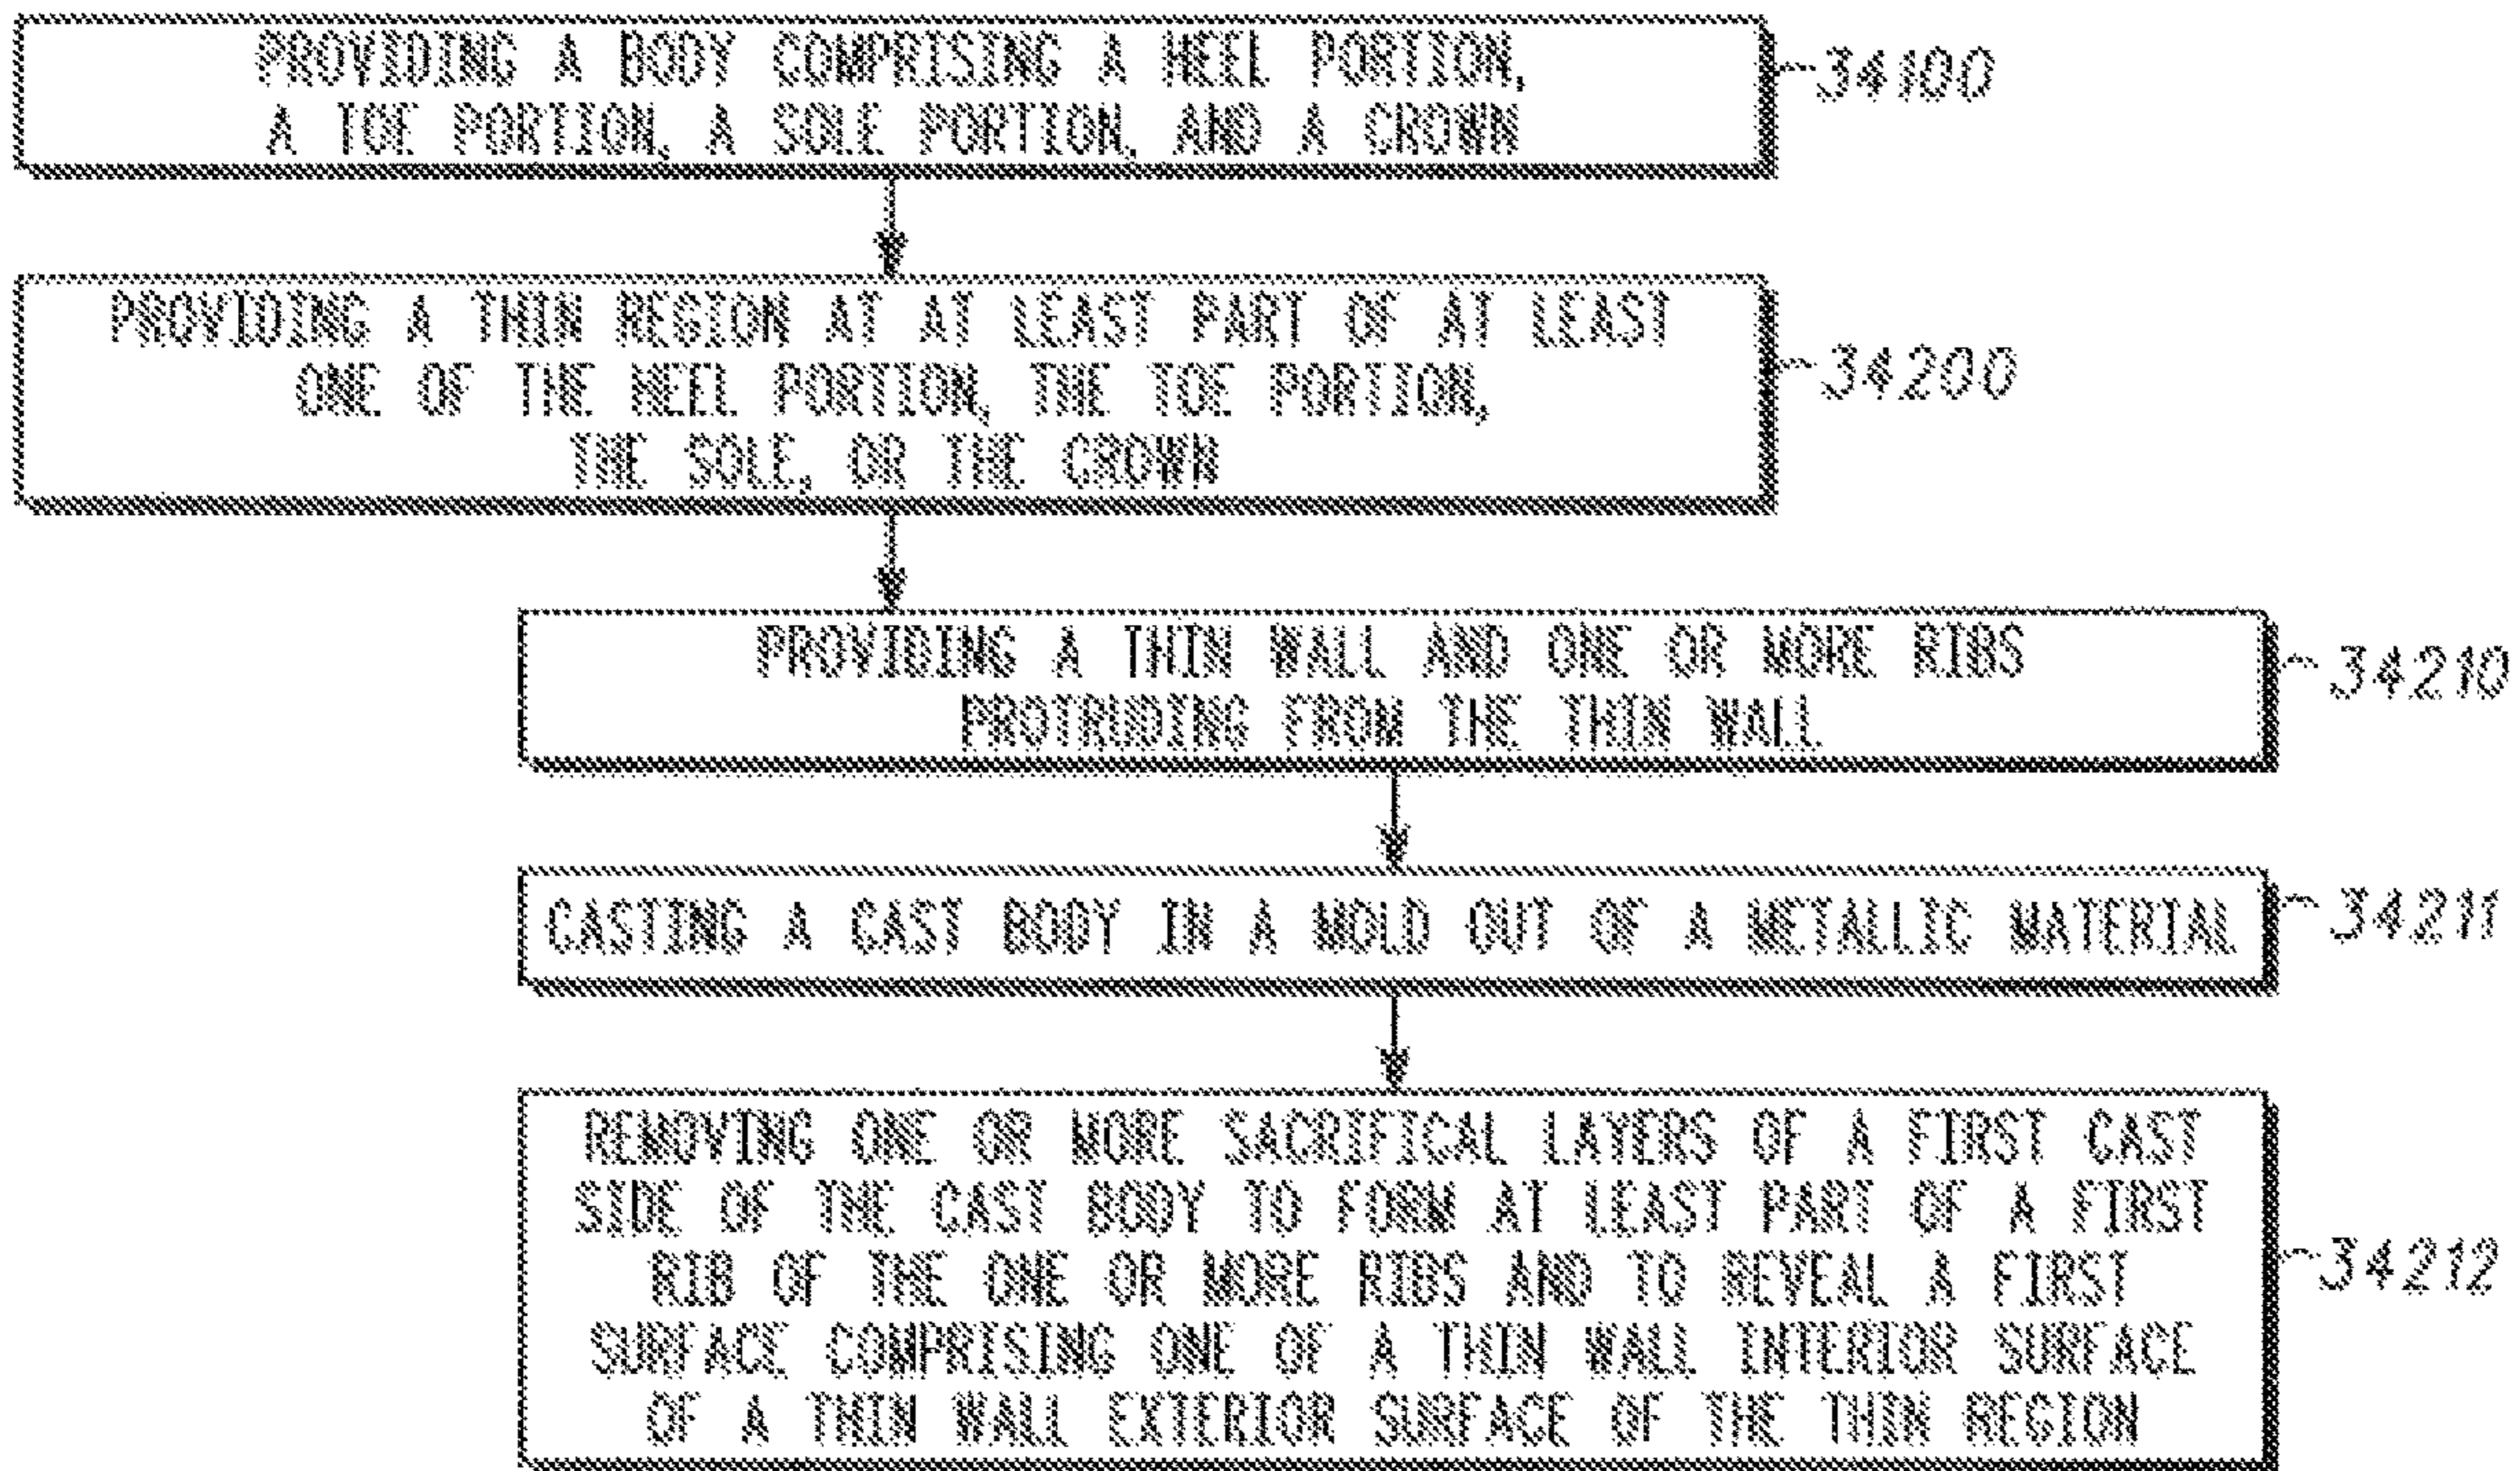 PROVIDING A BODY COMPRISING A HEEL PORTION,
A TOE PORTION, A SOLE PORTION, AND A CROWN
34100
PROVIDING A THIN REGION AT AT LEAST PART OF AT LEAST
ONE OF THE HEEL PORTION, THE TOE PORTION,
THE SOLE, OR THE CROWN
34200
PROVIDING A THIN WALL AND ONE OR MORE RIBS
PROTRUDING FROM THE THIN WALL
34210
CASTING A CAST BODY IN A MOLD OUT OF A METALLIC MATERIAL
34211
REMOVING ONE OR MORE SACRIFICAL LAYERS OF A FIRST CAST
SIDE OF THE CAST BODY TO FORM AT LEAST PART OF A FIRST
RIB OF THE ONE OR MORE RIBS AND TO REVEAL A FIRST
SURFACE COMPRISING ONE OF A THIN WALL INTERIOR SURFACE
OF A THIN WALL EXTERIOR SURFACE OF THE THIN REGION
34212